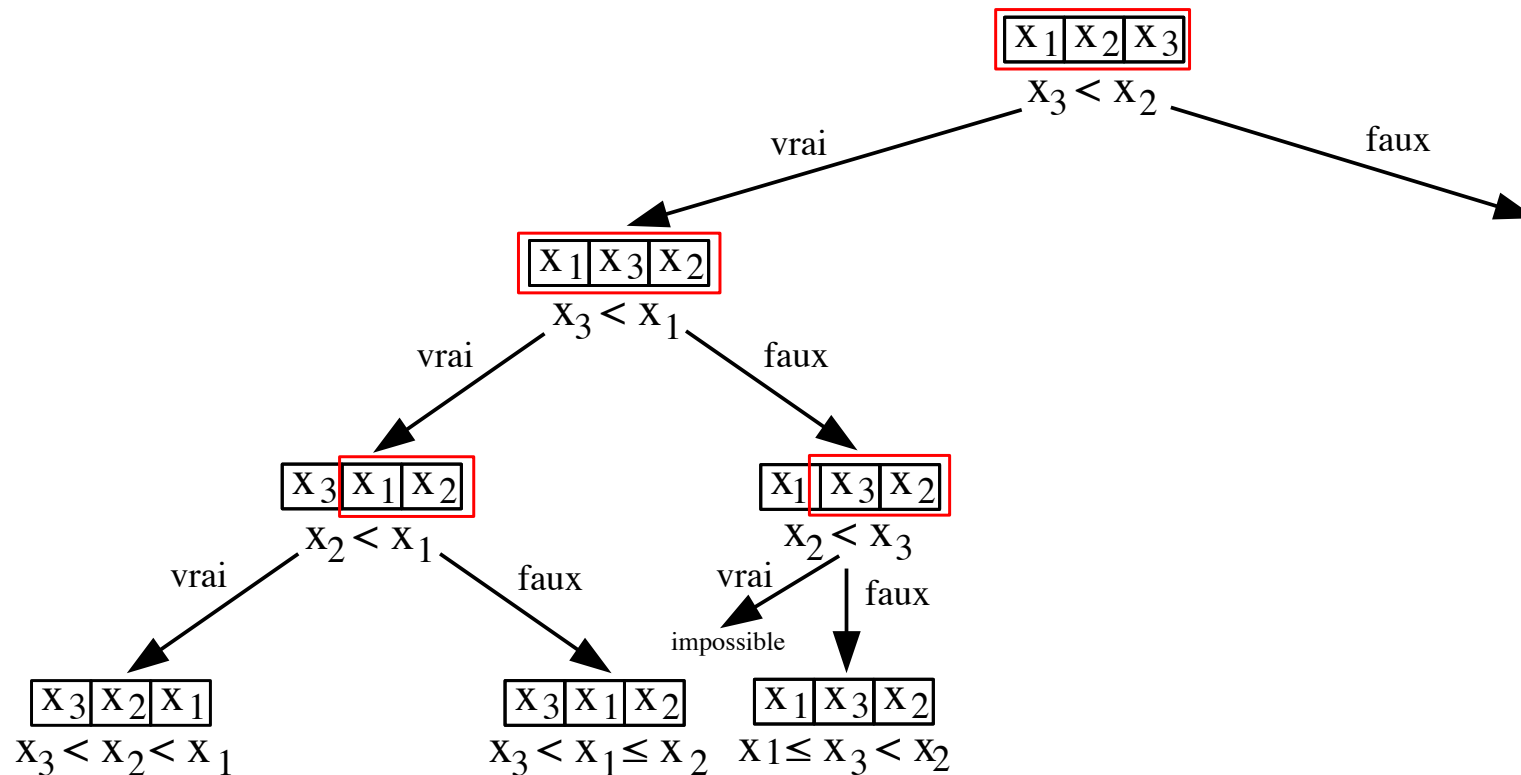 x1 x2 x3
x3 < x2
vrai faux
x1 x3 x2
x3 < x1
vrai faux
x3 x1 x2 x1 x3 x2
x2 < x1 x2 < x3
vrai faux vrai faux
impossible
x3 x2 x1 x3 x1 x2 x1 x3 x2
x3 < x2 < x1 x3 < x1 ≤ x2 x1 ≤ x3 < x2